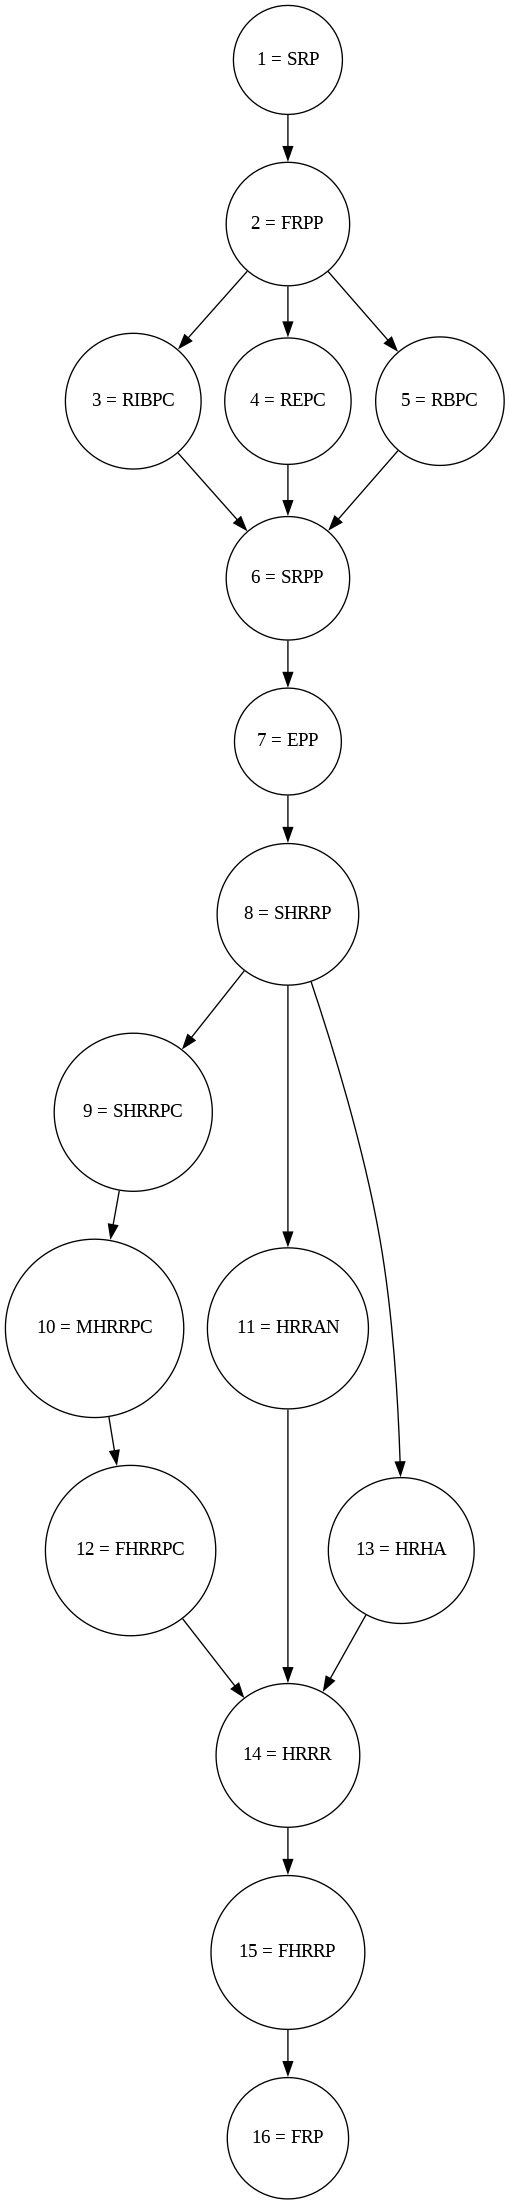 1 = SRP
2 = FRPP
3 = RIBPC
4 = REPC
5 = RBPC
6 = SRPP
7 = EPP
8 = SHRRP
9 = SHRRPC
10 = MHRRPC
11 = HRRAN
12 = FHRRPC
13 = HRHA
14 = HRRR
15 = FHRRP
16 = FRP